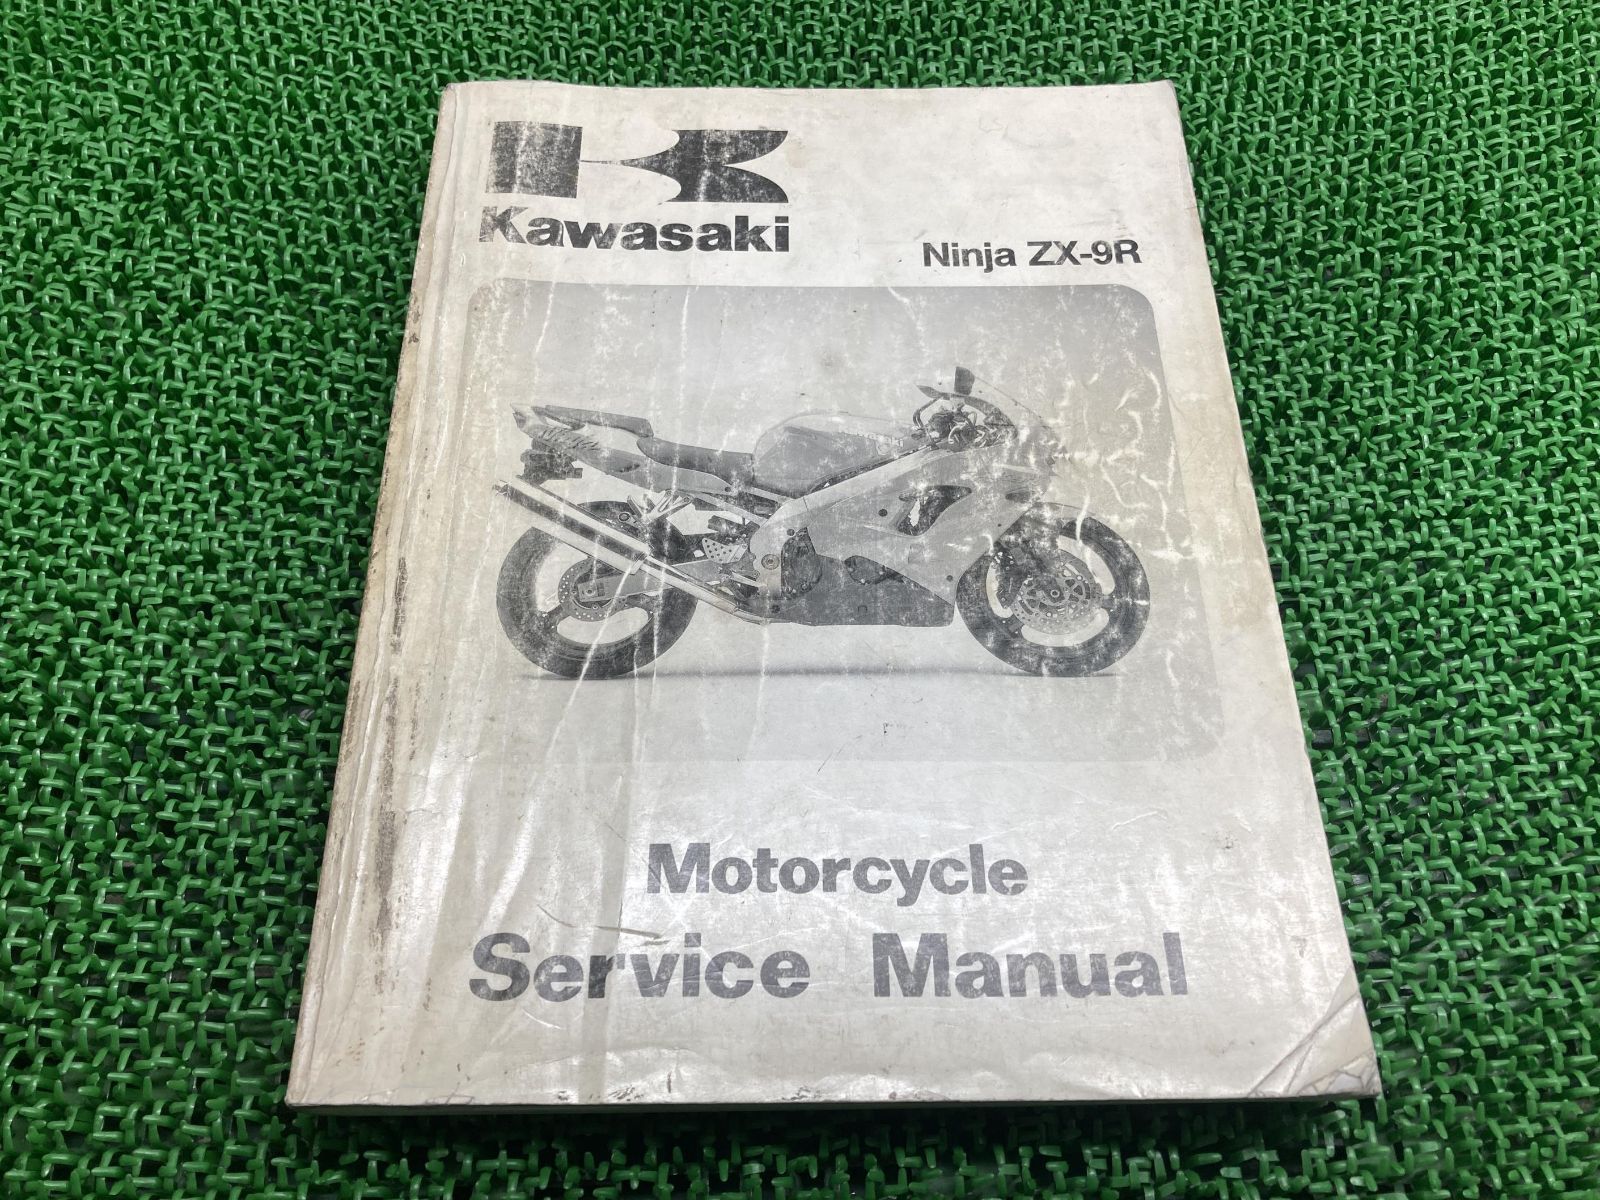 Kawasaki
Ninja ZX-9R
Motorcycle
Service Manual